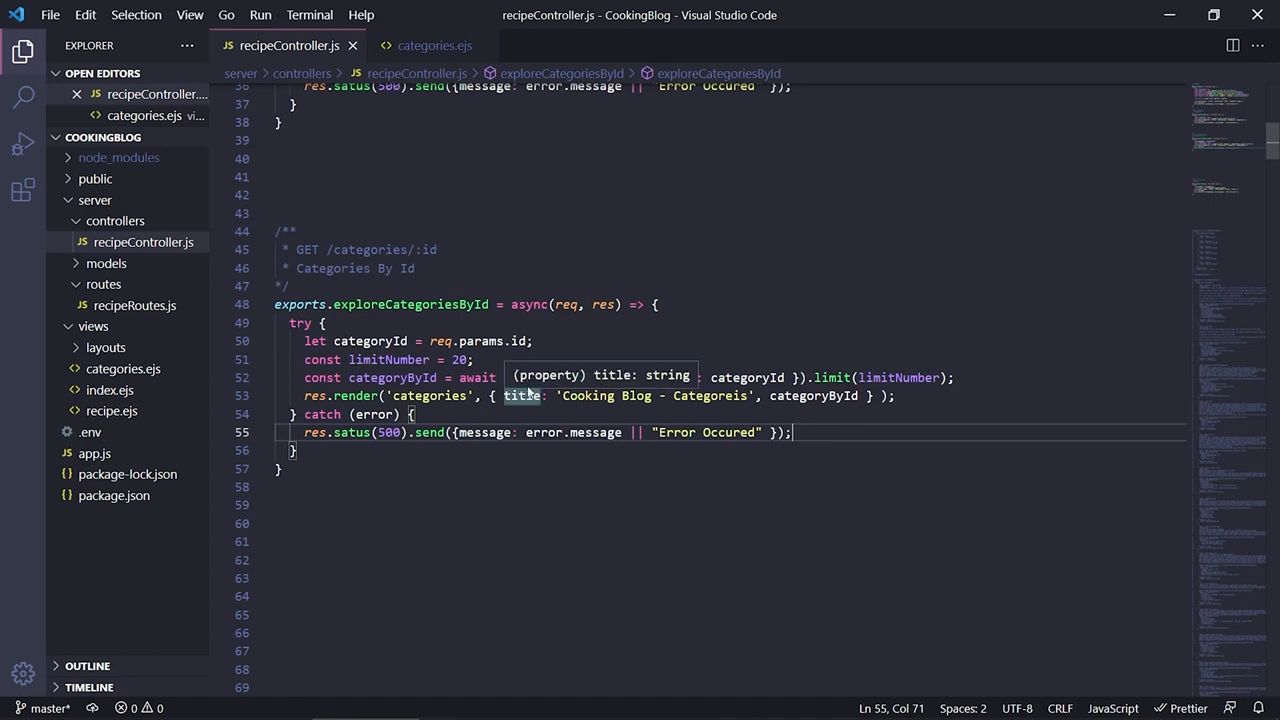 File Edit Selection View Go Run Terminal Help recipeController.js - CookingBlog - Visual Studio Code
EXPLORER
recipeController.js
categories.ejs
OPEN EDITORS
recipeController....
categories.ejs vi...
COOKINGBLOG
node_modules
public
server
controllers
recipeController.js
models
routes
recipeRoutes.js
views
layouts
categories.ejs
index.ejs
recipe.ejs
.env
app.js
package-lock.json
package.json
OUTLINE
TIMELINE
server > controllers > JS recipeController.js > exploreCategoriesById > exploreCategoriesById
36 res.satus(500).send({message: error.message || "Error Occured" });
37 }
38 }
39
40
41
42
43
44 /**
45 * GET /categories/:id
46 * Categories By Id
47 */
48 exports.exploreCategoriesById = async(req, res) => {
49 try {
50 let categoryId = req.params.id;
51 const limitNumber = 20;
52 const categoryById = await categoryId }).limit(limitNumber);
(property) title: string
53 res.render('categories', { title: 'Cooking Blog - Categoreis', egoryById } );
54 } catch (error) {
55 res.satus(500).send({message: error.message || "Error Occured" });
56 }
57 }
58
59
60
61
62
63
64
65
66
67
68
69
master* 0 0 Ln 55, Col 71 Spaces: 2 UTF-8 CRLF JavaScript Prettier